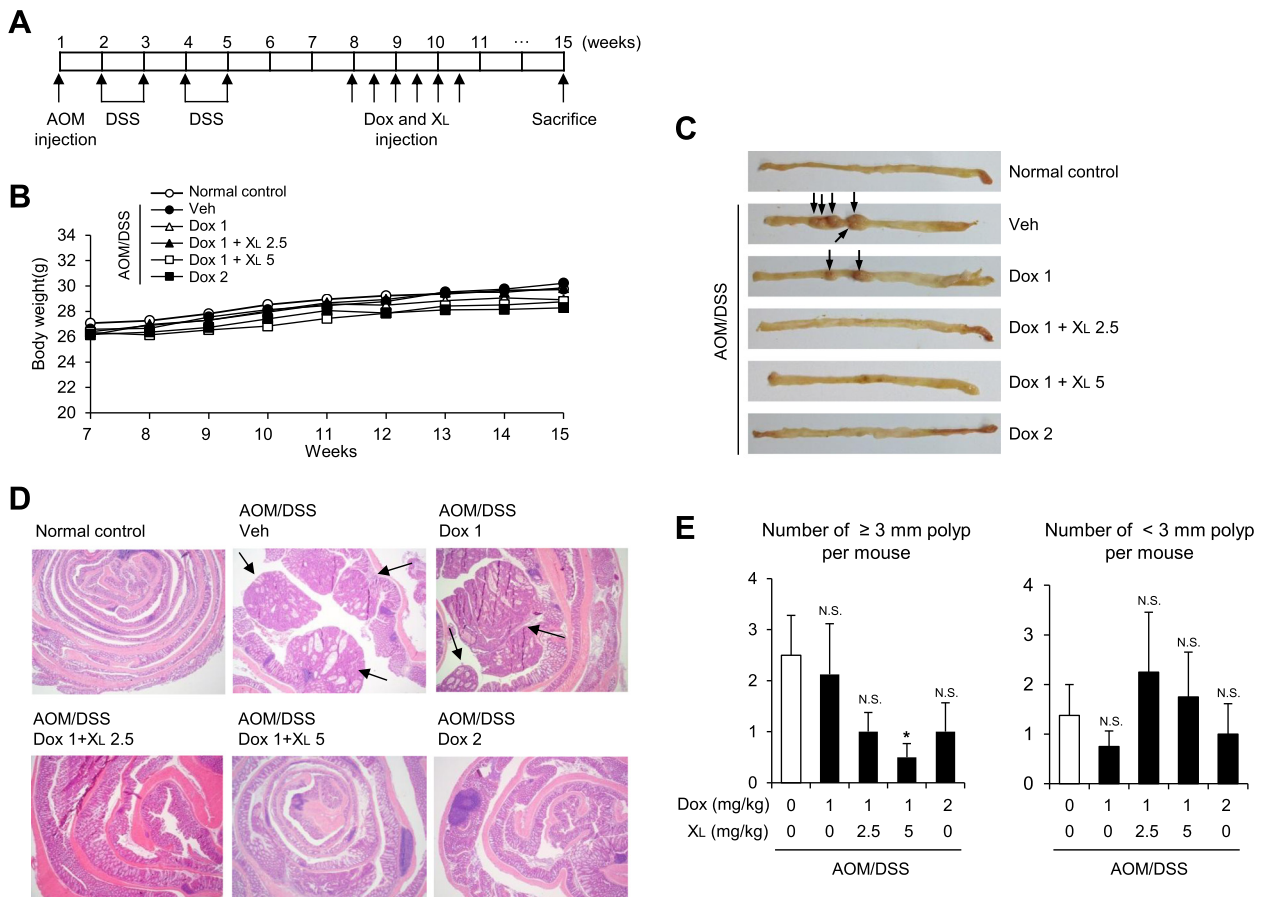 A
1 2 3 4 5 6 7 8 9 10 11 ... 15 (weeks)
AOM DSS DSS Dox and XL Sacrifice
injection injection
B
AOM/DSS
Normal control
Veh
Dox 1
Dox 1 + XL 2.5
Dox 1 + XL 5
Dox 2
Body weight(g)
34
32
30
28
26
24
22
20
7 8 9 10 11 12 13 14 15
Weeks
C
AOM/DSS
Normal control
Veh
Dox 1
Dox 1 + XL 2.5
Dox 1 + XL 5
Dox 2
D
Normal control
AOM/DSS
Veh
AOM/DSS
Dox 1
AOM/DSS
Dox 1+XL 2.5
AOM/DSS
Dox 1+XL 5
AOM/DSS
Dox 2
E
Number of ≥ 3 mm polyp
per mouse
4
3
2
1
0
N.S.
N.S.
*
N.S.
Dox (mg/kg) 0 1 1 1 2
XL (mg/kg) 0 0 2.5 5 0
AOM/DSS
Number of < 3 mm polyp
per mouse
4
3
2
1
0
N.S.
N.S.
N.S.
N.S.
0 1 1 1 2
0 0 2.5 5 0
AOM/DSS